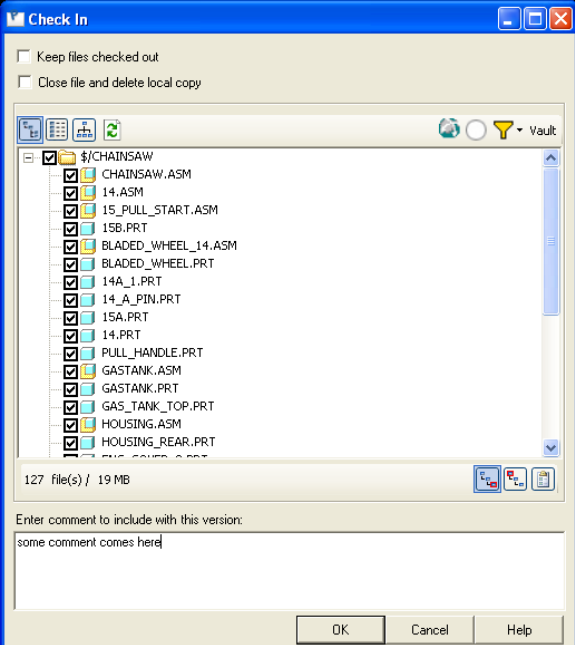 Check In
Keep files checked out
Close file and delete local copy
Vault
$/CHAINSAW
CHAINSAW.ASM
14.ASM
15_PULL_START.ASM
15B.PRT
BLADED_WHEEL_14.ASM
BLADED_WHEEL.PRT
14A_1.PRT
14_A_PIN.PRT
15A.PRT
14.PRT
PULL_HANDLE.PRT
GASTANK.ASM
GASTANK.PRT
GAS_TANK_TOP.PRT
HOUSING.ASM
HOUSING_REAR.PRT
127 file(s) / 19 MB
Enter comment to include with this version:
some comment comes here
OK Cancel Help